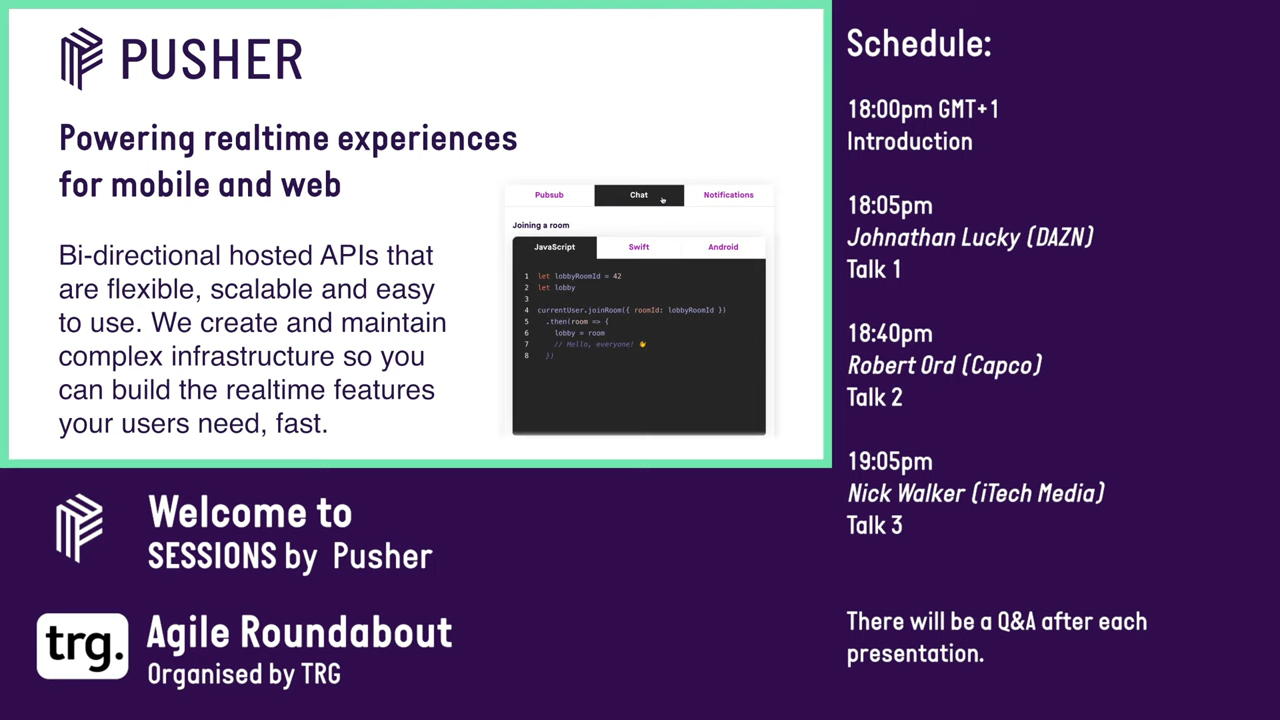 PUSHER
Powering realtime experiences
for mobile and web
Bi-directional hosted APIs that
are flexible, scalable and easy
to use. We create and maintain
complex infrastructure so you
can build the realtime features
your users need, fast.
Pubsub Chat Notifications
Joining a room
JavaScript Swift Android
1 let lobbyRoomId = 42
2 let lobby
3
4 currentUser.joinRoom({ roomId: lobbyRoomId })
5 .then(room => {
6 lobby = room
7 // Hello, everyone! 👋
8 })
Welcome to
SESSIONS by Pusher
trg.
Agile Roundabout
Organised by TRG
Schedule:
18:00pm GMT+1
Introduction
18:05pm
Johnathan Lucky (DAZN)
Talk 1
18:40pm
Robert Ord (Capco)
Talk 2
19:05pm
Nick Walker (iTech Media)
Talk 3
There will be a Q&A after each
presentation.